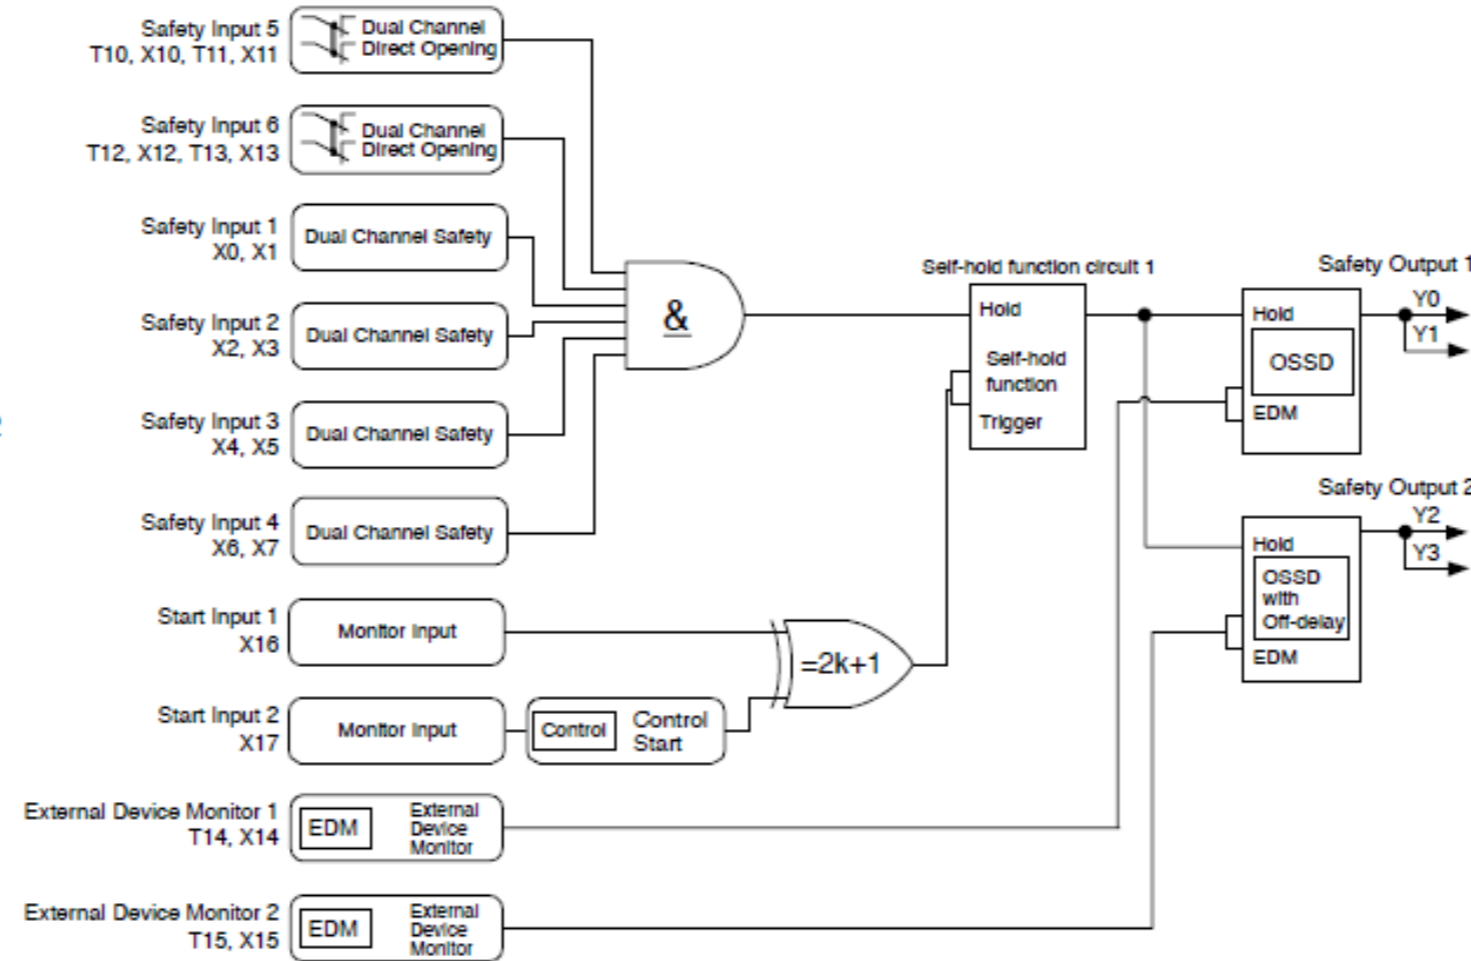 Safety Input 5
T10, X10, T11, X11
Dual Channel
Direct Opening
Safety Input 6
T12, X12, T13, X13
Dual Channel
Direct Opening
Safety Input 1
X0, X1
Dual Channel Safety
Safety Input 2
X2, X3
Dual Channel Safety
Safety Input 3
X4, X5
Dual Channel Safety
Safety Input 4
X6, X7
Dual Channel Safety
&
Self-hold function circuit 1
Hold
Self-hold
function
Trigger
Safety Output 1
Hold
OSSD
EDM
Y0
Y1
Safety Output 2
Hold
OSSD
with
Off-delay
EDM
Y2
Y3
Start Input 1
X16
Monitor Input
=2k+1
Start Input 2
X17
Monitor Input
Control
Control
Start
External Device Monitor 1
T14, X14
EDM
External
Device
Monitor
External Device Monitor 2
T15, X15
EDM
External
Device
Monitor